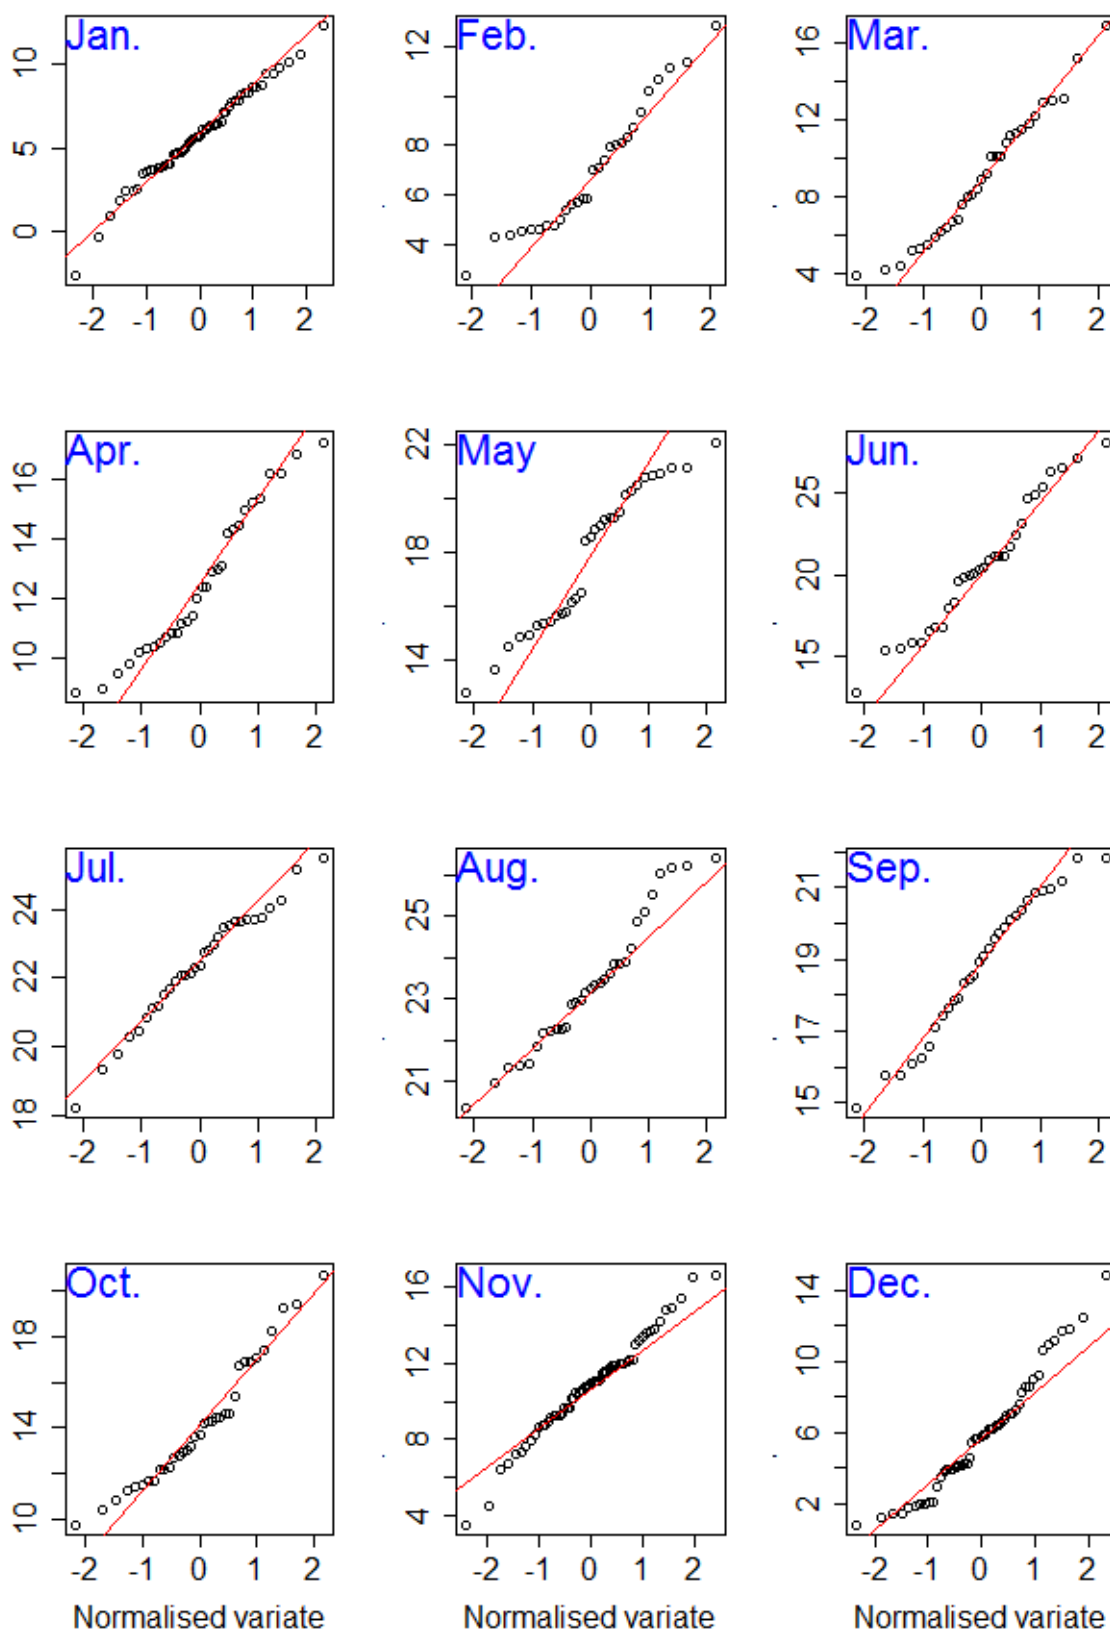 Jan. Feb. Mar.
10 5 0
12 8 6 4
16 12 8 4
-2 -1 0 1 2 -2 -1 0 1 2 -2 -1 0 1 2
Apr. May Jun.
16 14 12 10
22 18 14
25 20 15
-2 -1 0 1 2 -2 -1 0 1 2 -2 -1 0 1 2
Jul. Aug. Sep.
24 22 20 18
25 23 21
21 19 17 15
-2 -1 0 1 2 -2 -1 0 1 2 -2 -1 0 1 2
Oct. Nov. Dec.
18 14 10
16 12 8 4
14 10 6 2
-2 -1 0 1 2 -2 -1 0 1 2 -2 -1 0 1 2
Normalised variate Normalised variate Normalised variate